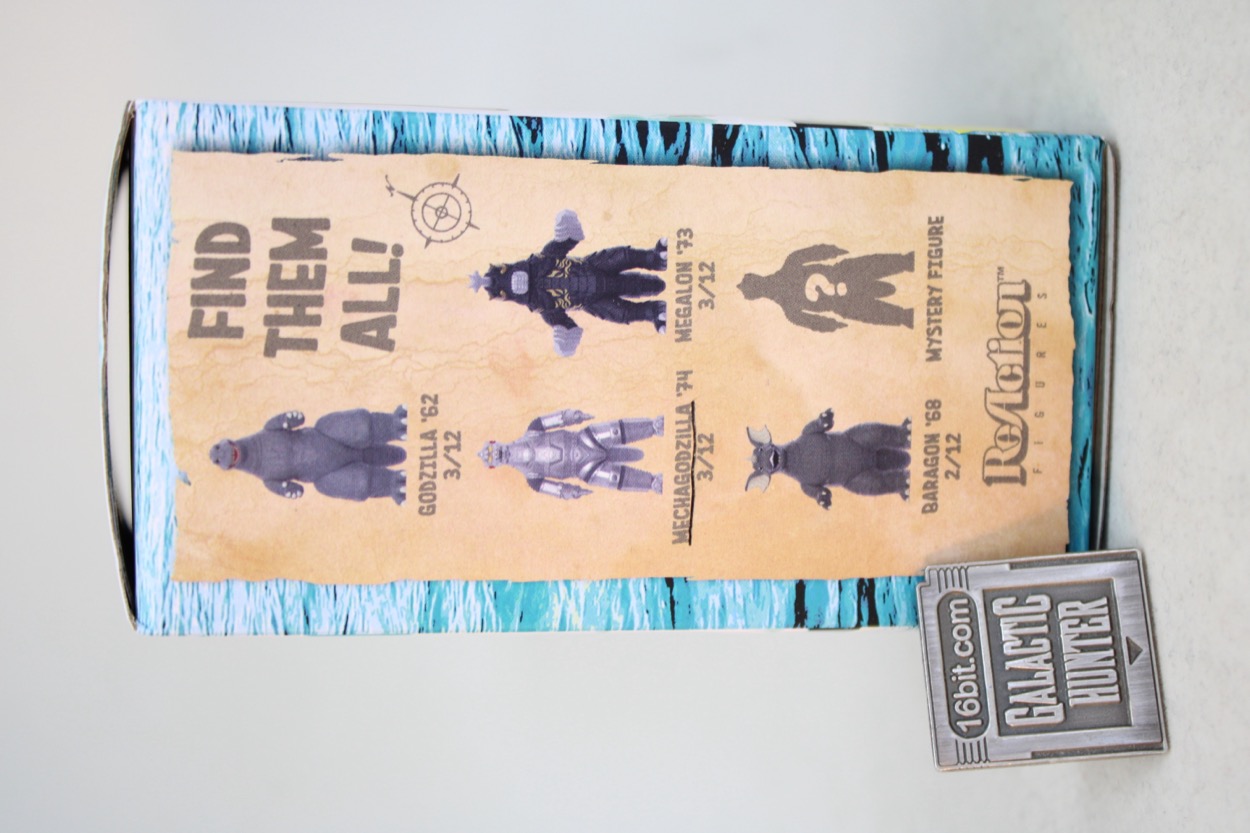 FIND
THEM
ALL!
N
GODZILLA '62
3/12
MEGALON '73
3/12
MECHAGODZILLA '74
3/12
?
BARAGON '68
2/12
MYSTERY FIGURE
ReAction™
FIGURES
16bit.com
GALACTIC
HUNTER